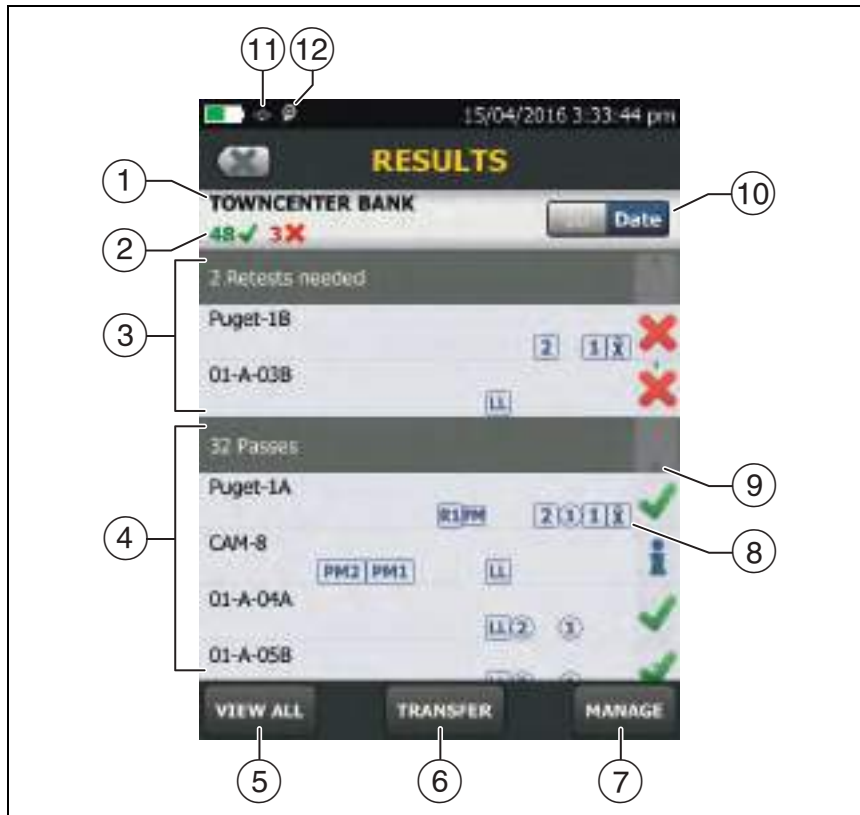 11 12
15/04/2016 3:33:44 pm
RESULTS
1
TOWNCENTER BANK
Date
10
2
48 3
3
2 Retests needed
Puget-1B
2 1
01-A-03B
LL
4
32 Passes
9
Puget-1A
R1 PM 2 1 1
8
CAM-8
PM2 PM1 LL
01-A-04A
LL 2 1
01-A-05B
VIEW ALL TRANSFER MANAGE
5 6 7